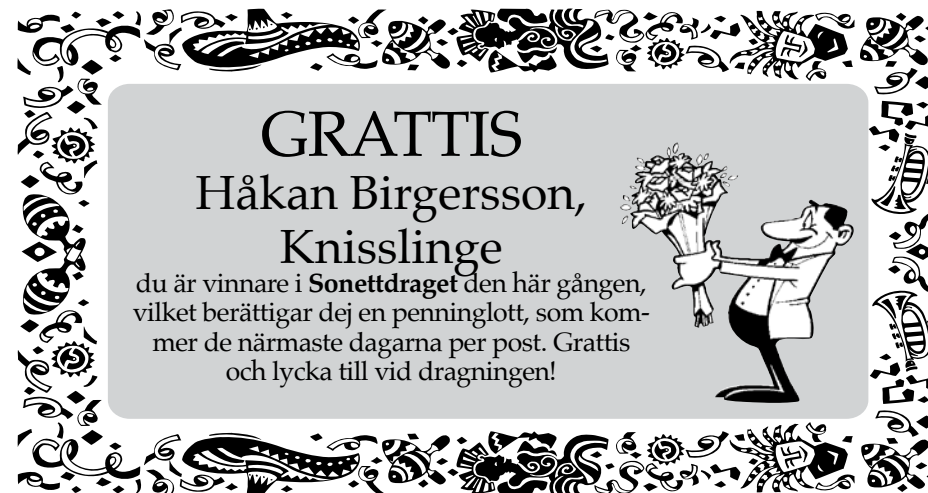 GRATTIS
Håkan Birgersson,
Knisslinge
du är vinnare i Sonettdraget den här gången,
vilket berättigar dej en penninglott, som kom-
mer de närmaste dagarna per post. Grattis
och lycka till vid dragningen!